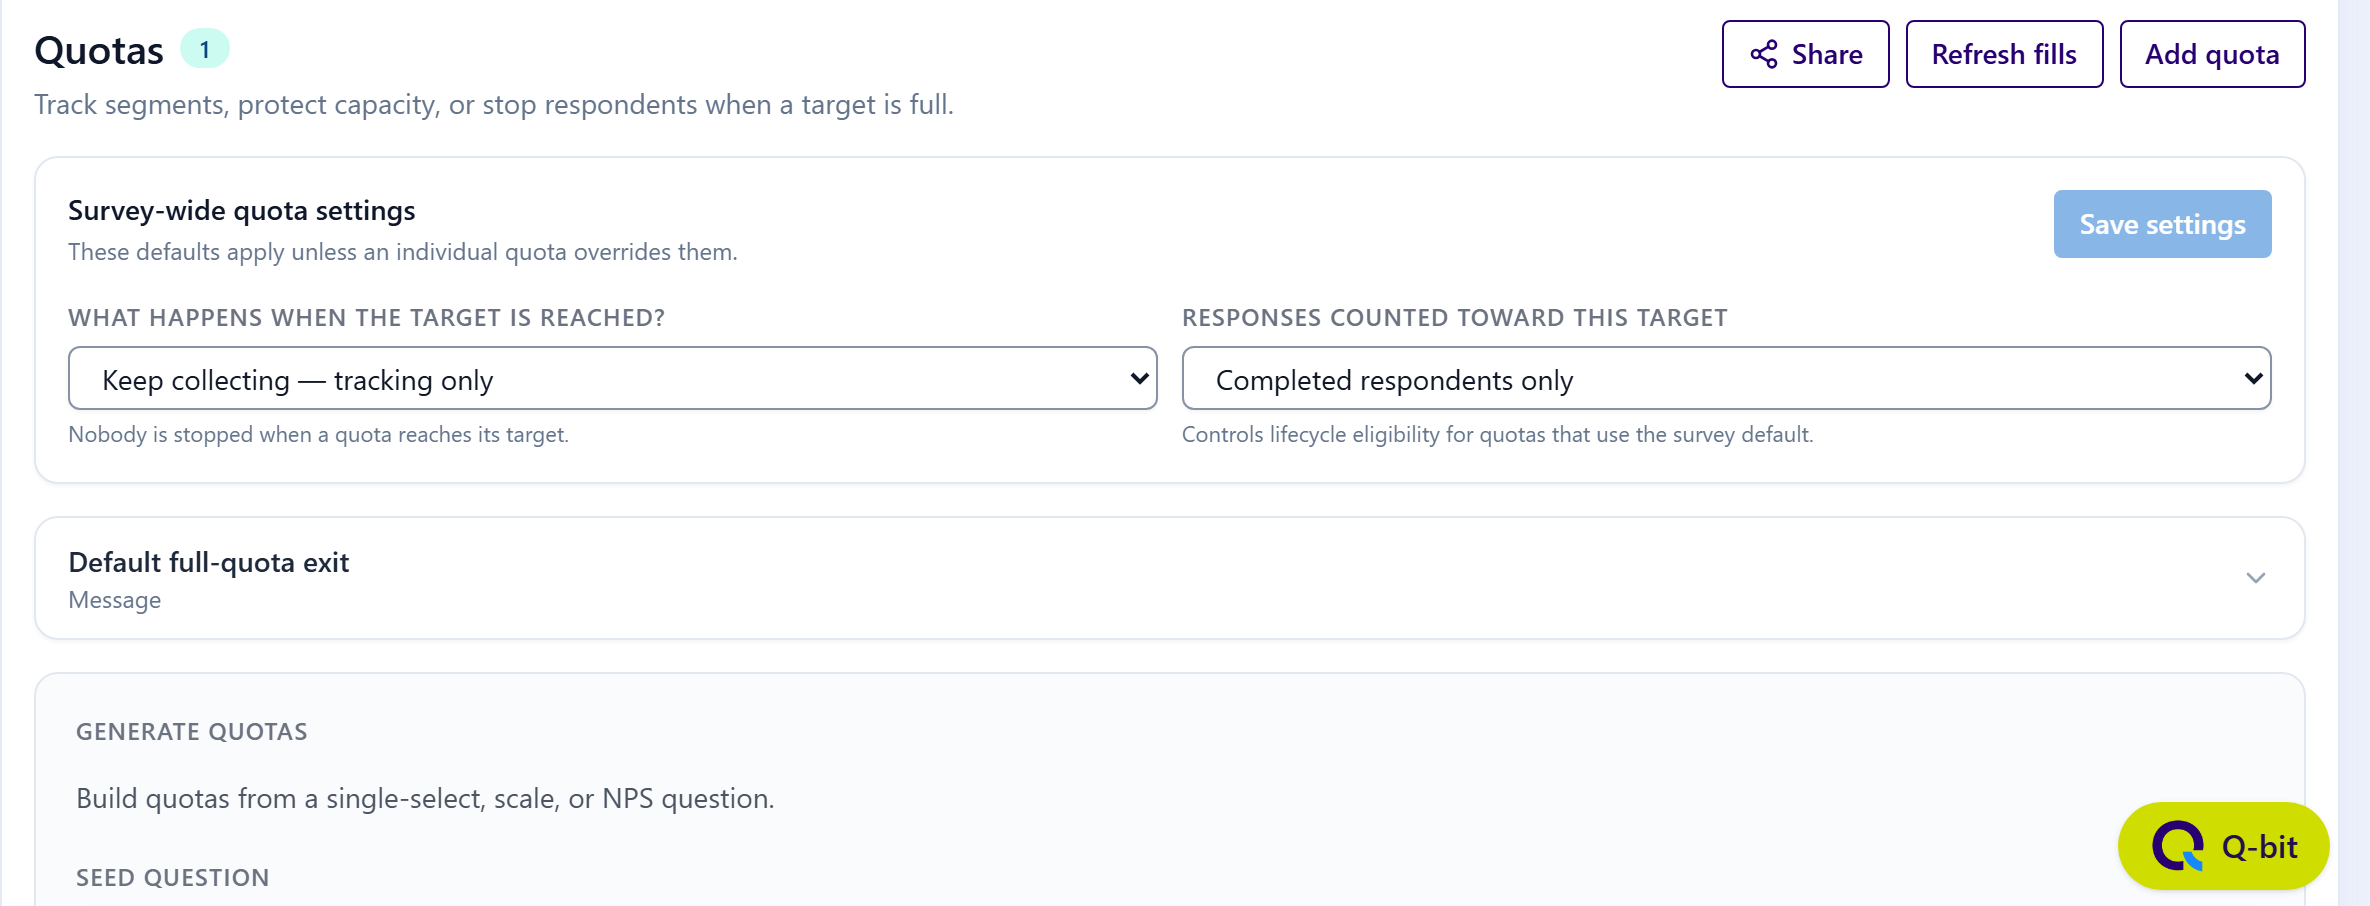 Quotas 1
Share
Refresh fills
Add quota
Track segments, protect capacity, or stop respondents when a target is full.
Survey-wide quota settings
Save settings
These defaults apply unless an individual quota overrides them.
WHAT HAPPENS WHEN THE TARGET IS REACHED?
Keep collecting — tracking only
Nobody is stopped when a quota reaches its target.
RESPONSES COUNTED TOWARD THIS TARGET
Completed respondents only
Controls lifecycle eligibility for quotas that use the survey default.
Default full-quota exit
Message
GENERATE QUOTAS
Build quotas from a single-select, scale, or NPS question.
SEED QUESTION
Q-bit